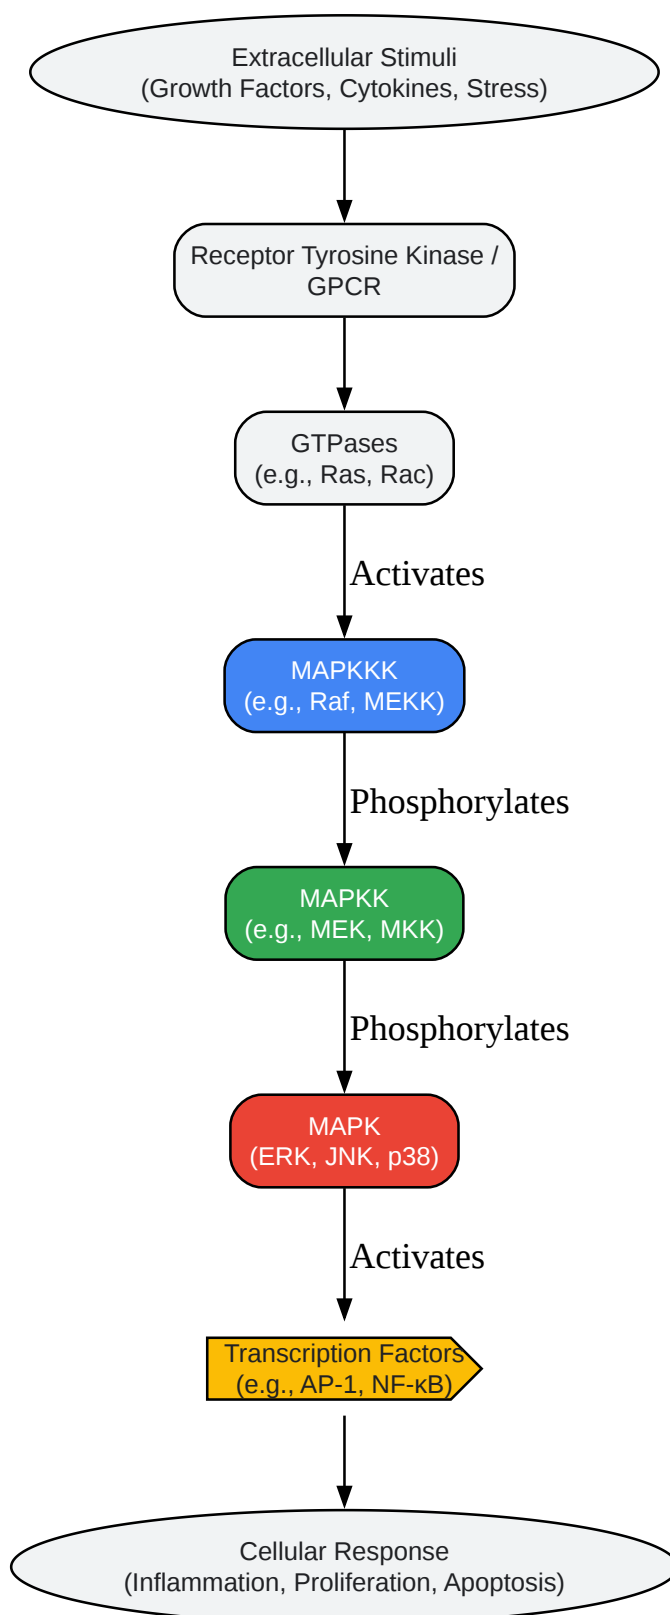 Extracellular Stimuli
(Growth Factors, Cytokines, Stress)
Receptor Tyrosine Kinase /
GPCR
GTPases
(e.g., Ras, Rac)
Activates
MAPKKK
(e.g., Raf, MEKK)
Phosphorylates
MAPKK
(e.g., MEK, MKK)
Phosphorylates
MAPK
(ERK, JNK, p38)
Activates
Transcription Factors
(e.g., AP-1, NF-κB)
Cellular Response
(Inflammation, Proliferation, Apoptosis)